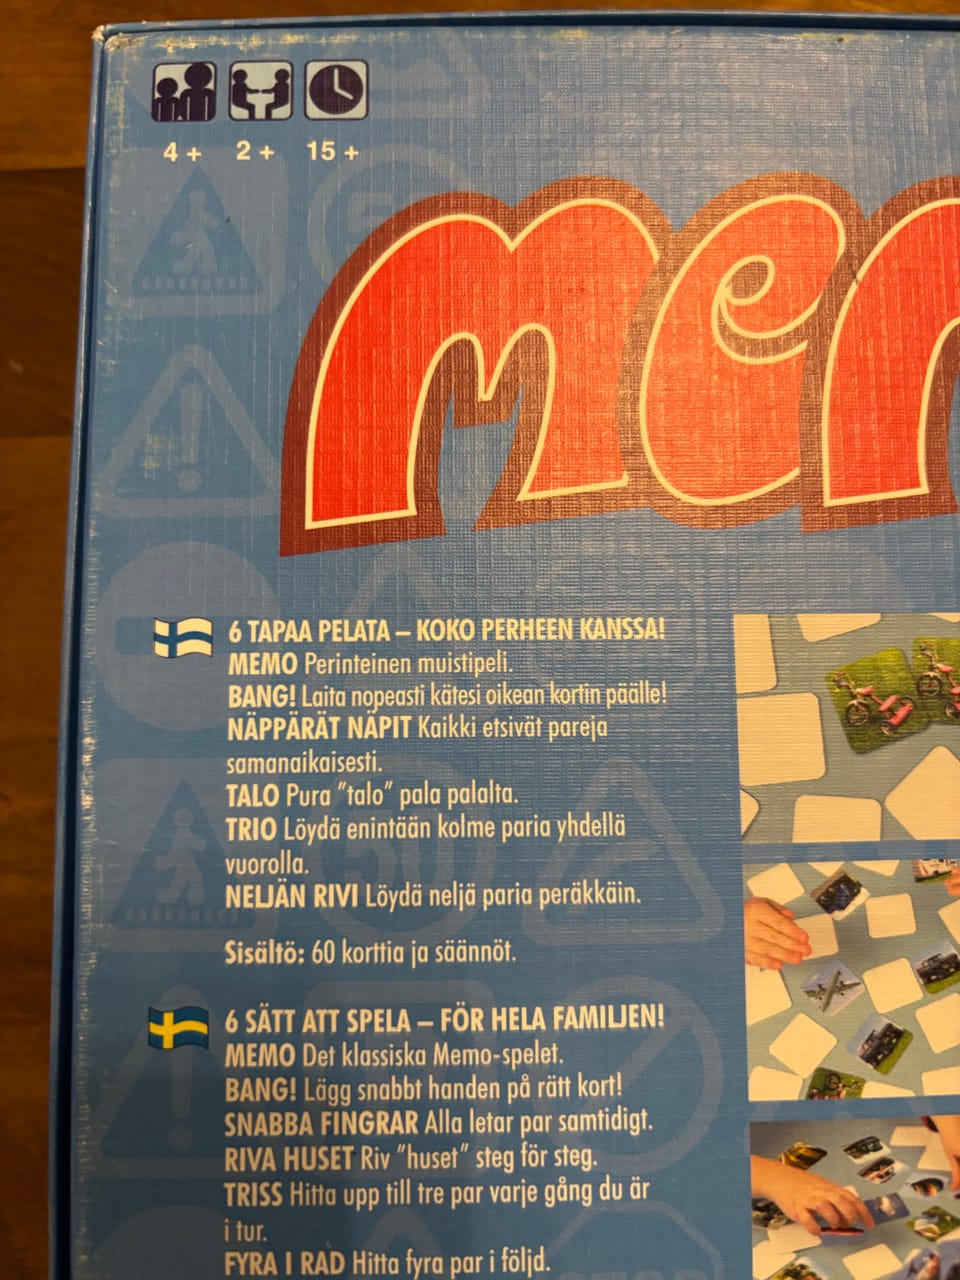 4 + 2 + 15 +
6 TAPAA PELATA – KOKO PERHEEN KANSSA!
MEMO Perinteinen muistipeli.
BANG! Laita nopeasti kätesi oikean kortin päälle!
NÄPPÄRÄT NÄPIT Kaikki etsivät pareja
samanaikaisesti.
TALO Pura ”talo” pala palalta.
TRIO Löydä enintään kolme paria yhdellä
vuorolla.
NELJÄN RIVI Löydä neljä paria peräkkäin.
Sisältö: 60 korttia ja säännöt.
6 SÄTT ATT SPELA – FÖR HELA FAMILJEN!
MEMO Det klassiska Memo-spelet.
BANG! Lägg snabbt handen på rätt kort!
SNABBA FINGRAR Alla letar par samtidigt.
RIVA HUSET Riv ”huset” steg för steg.
TRISS Hitta upp till tre par varje gång du är
i tur.
FYRA I RAD Hitta fyra par i följd.